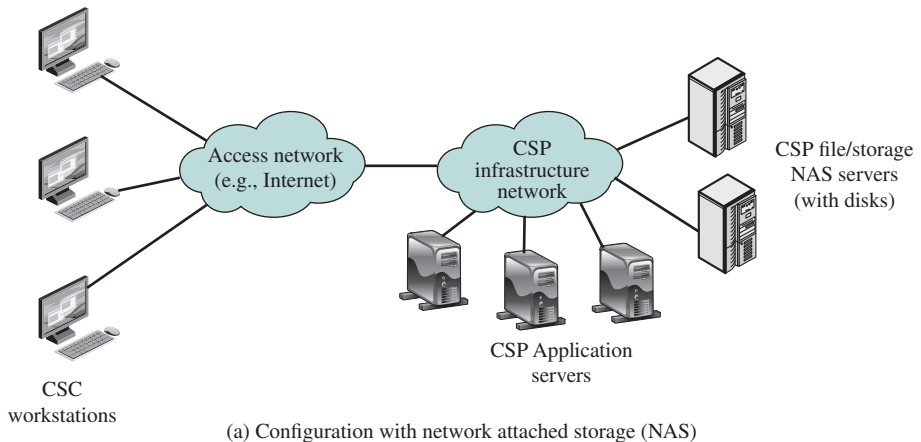 Access network
(e.g., Internet)
CSP
infrastructure
network
CSP file/storage
NAS servers
(with disks)
CSP Application
servers
CSC
workstations
(a) Configuration with network attached storage (NAS)